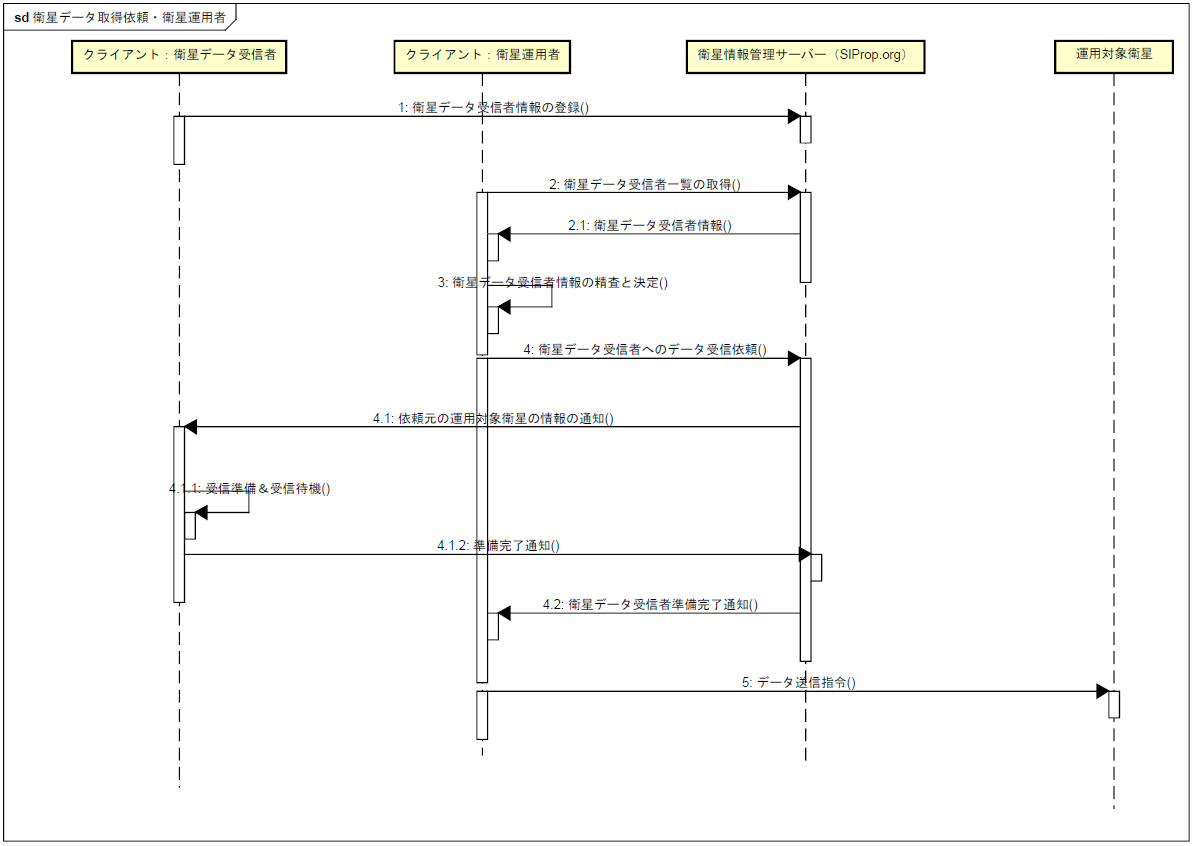 sd 衛星データ取得依頼・衛星運用者
クライアント：衛星データ受信者
クライアント：衛星運用者
衛星情報管理サーバー（SIProp.org）
運用対象衛星
1: 衛星データ受信者情報の登録()
2: 衛星データ受信者一覧の取得()
2.1: 衛星データ受信者情報()
3: 衛星データ受信者情報の精査と決定()
4: 衛星データ受信者へのデータ受信依頼()
4.1: 依頼元の運用対象衛星の情報の通知()
4.1.1: 受信準備＆受信待機()
4.1.2: 準備完了通知()
4.2: 衛星データ受信者準備完了通知()
5: データ送信指令()